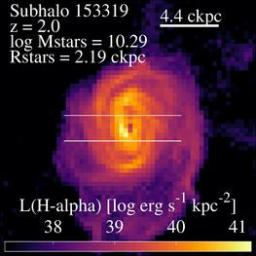 Subhalo 153319
z = 2.0
log Mstars = 10.29
Rstars = 2.19 ckpc
4.4 ckpc
L(H-alpha) [log erg s⁻¹ kpc⁻²]
38 39 40 41